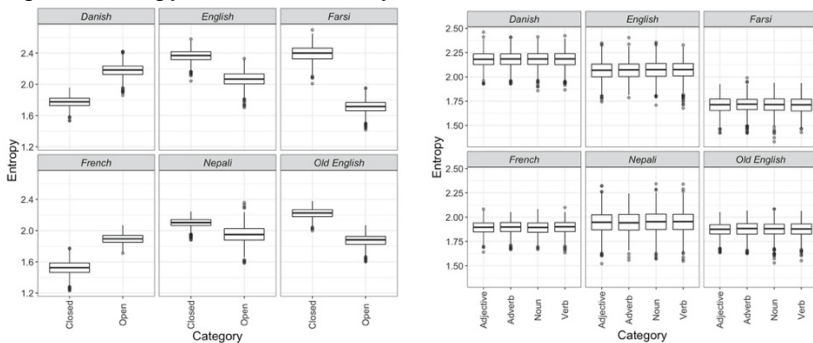 Danish English Farsi
2.4
2.0
1.6
1.2
French Nepali Old English
2.4
2.0
1.6
1.2
Entropy
Closed Open Closed Open Closed Open
Category
Danish English Farsi
2.50
2.25
2.00
1.75
1.50
French Nepali Old English
2.50
2.25
2.00
1.75
1.50
Entropy
Adjective Adverb Noun Verb Adjective Adverb Noun Verb Adjective Adverb Noun Verb
Category